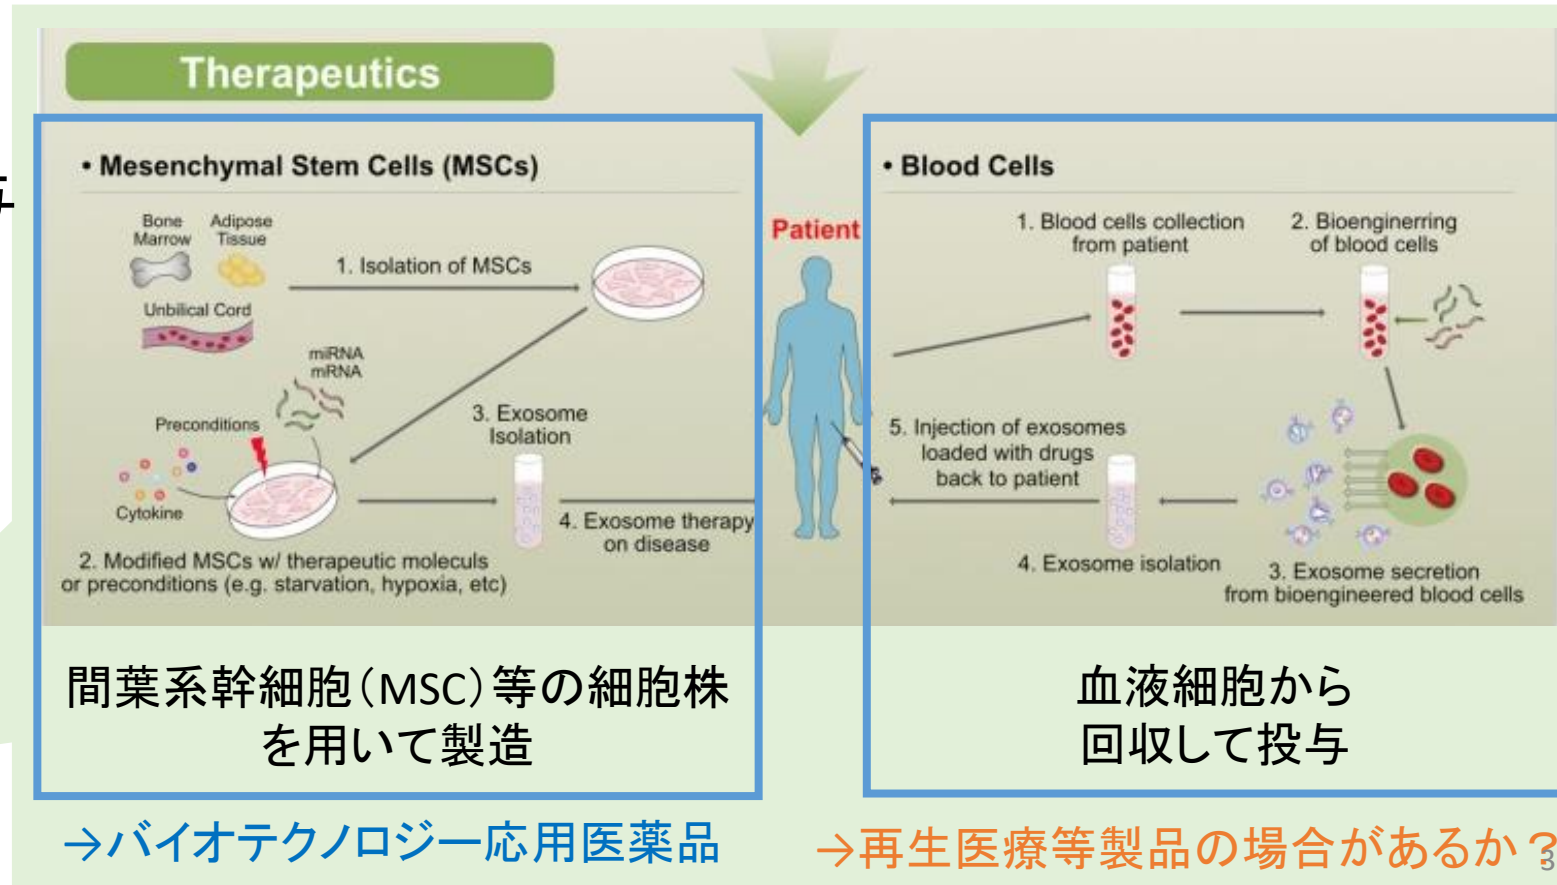 Therapeutics
• Mesenchymal Stem Cells (MSCs)
Bone
Marrow
Adipose
Tissue
1. Isolation of MSCs
Unbilical Cord
miRNA
mRNA
Preconditions
3. Exosome
Isolation
Cytokine
4. Exosome therapy
on disease
2. Modified MSCs w/ therapeutic moleculs
or preconditions (e.g. starvation, hypoxia, etc)
間葉系幹細胞（MSC）等の細胞株
を用いて製造
→バイオテクノロジー応用医薬品
Patient
• Blood Cells
1. Blood cells collection
from patient
2. Bioenginerring
of blood cells
5. Injection of exosomes
loaded with drugs
back to patient
4. Exosome isolation
3. Exosome secretion
from bioengineered blood cells
血液細胞から
回収して投与
→再生医療等製品の場合があるか？
3